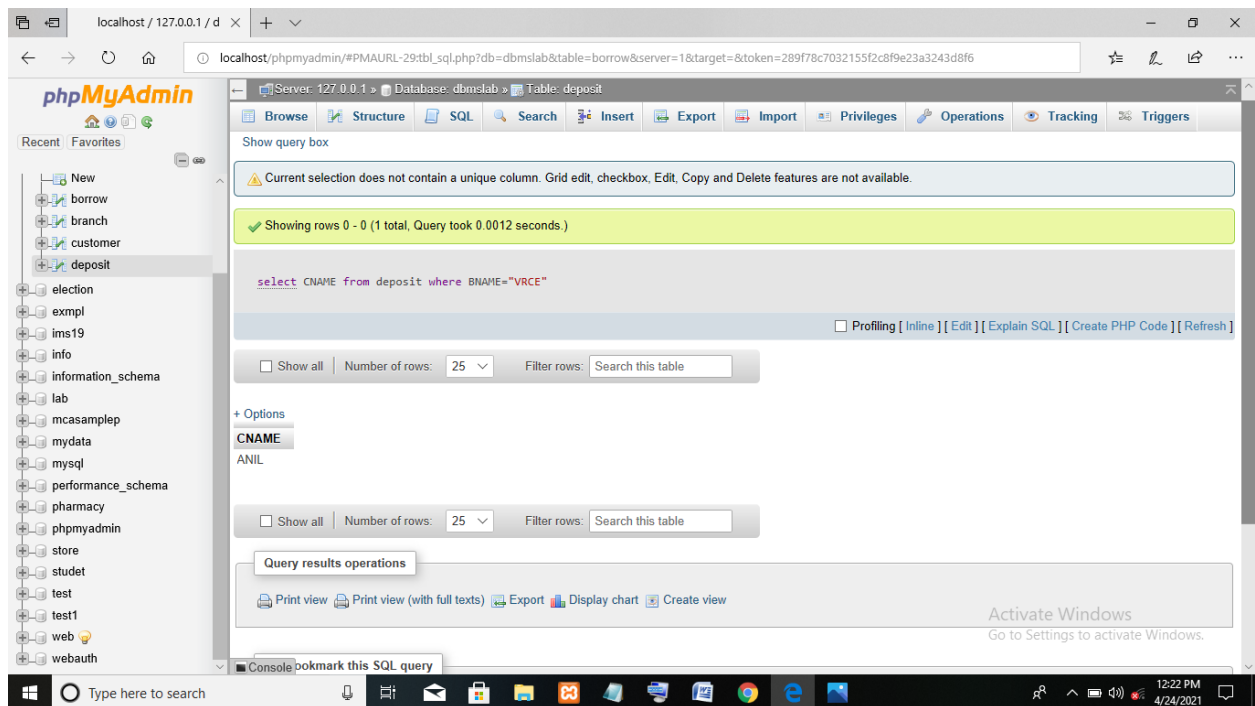 localhost / 127.0.0.1 / d
localhost/phpmyadmin/#PMAURL-29:tbl_sql.php?db=dbmslab&table=borrow&server=1&target=&token=289f78c7032155f2c8f9e23a3243d8f6
phpMyAdmin
Recent Favorites
New
borrow
branch
customer
deposit
election
exmpl
ims19
info
information_schema
lab
mcasamplep
mydata
mysql
performance_schema
pharmacy
phpmyadmin
store
studet
test
test1
web
webauth
Server: 127.0.0.1 » Database: dbmslab » Table: deposit
Browse Structure SQL Search Insert Export Import Privileges Operations Tracking Triggers
Show query box
Current selection does not contain a unique column. Grid edit, checkbox, Edit, Copy and Delete features are not available.
Showing rows 0 - 0 (1 total, Query took 0.0012 seconds.)
select CNAME from deposit where BNAME="VRCE"
Profiling [ Inline ] [ Edit ] [ Explain SQL ] [ Create PHP Code ] [ Refresh ]
Show all Number of rows: 25 Filter rows: Search this table
+ Options
CNAME
ANIL
Show all Number of rows: 25 Filter rows: Search this table
Query results operations
Print view Print view (with full texts) Export Display chart Create view
Activate Windows
Go to Settings to activate Windows.
Console ookmark this SQL query
Type here to search
12:22 PM
4/24/2021